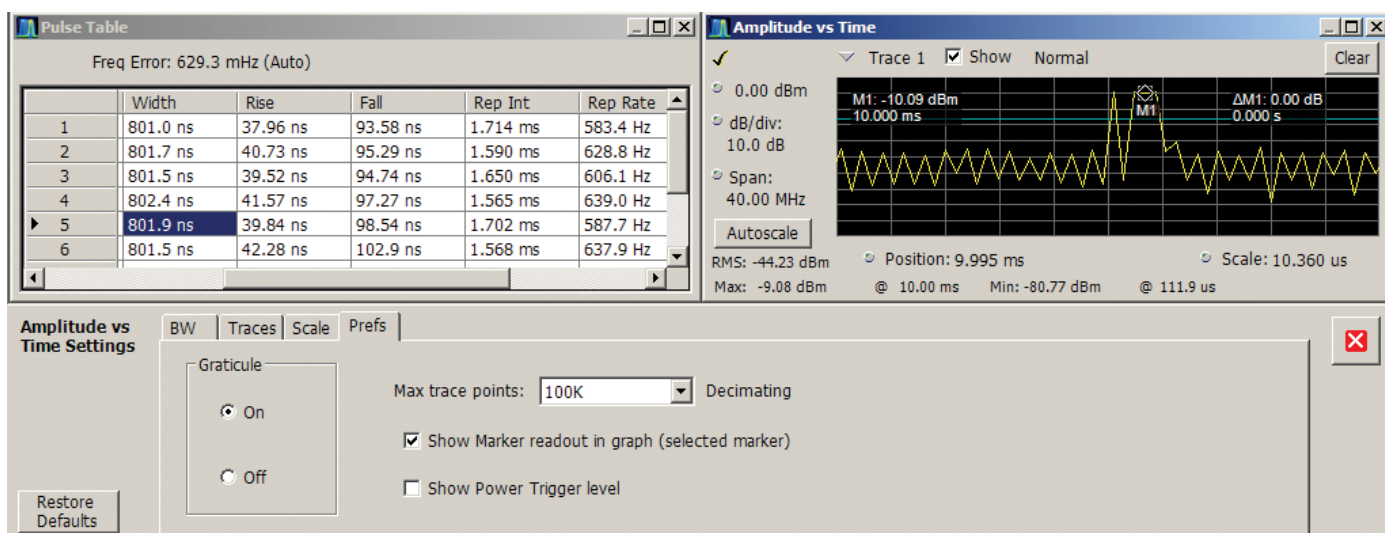 Pulse Table
Freq Error: 629.3 mHz (Auto)
Width Rise Fall Rep Int Rep Rate
1 801.0 ns 37.96 ns 93.58 ns 1.714 ms 583.4 Hz
2 801.7 ns 40.73 ns 95.29 ns 1.590 ms 628.8 Hz
3 801.5 ns 39.52 ns 94.74 ns 1.650 ms 606.1 Hz
4 802.4 ns 41.57 ns 97.27 ns 1.565 ms 639.0 Hz
5 801.9 ns 39.84 ns 98.54 ns 1.702 ms 587.7 Hz
6 801.5 ns 42.28 ns 102.9 ns 1.568 ms 637.9 Hz
Amplitude vs Time
Trace 1 Show Normal Clear
0.00 dBm
dB/div:
10.0 dB
Span:
40.00 MHz
Autoscale
M1: -10.09 dBm
10.000 ms
M1
ΔM1: 0.00 dB
0.000 s
RMS: -44.23 dBm Position: 9.995 ms Scale: 10.360 us
Max: -9.08 dBm @ 10.00 ms Min: -80.77 dBm @ 111.9 us
Amplitude vs
Time Settings
BW Traces Scale Prefs
Graticule
On
Off
Max trace points: 100K Decimating
Show Marker readout in graph (selected marker)
Show Power Trigger level
Restore
Defaults